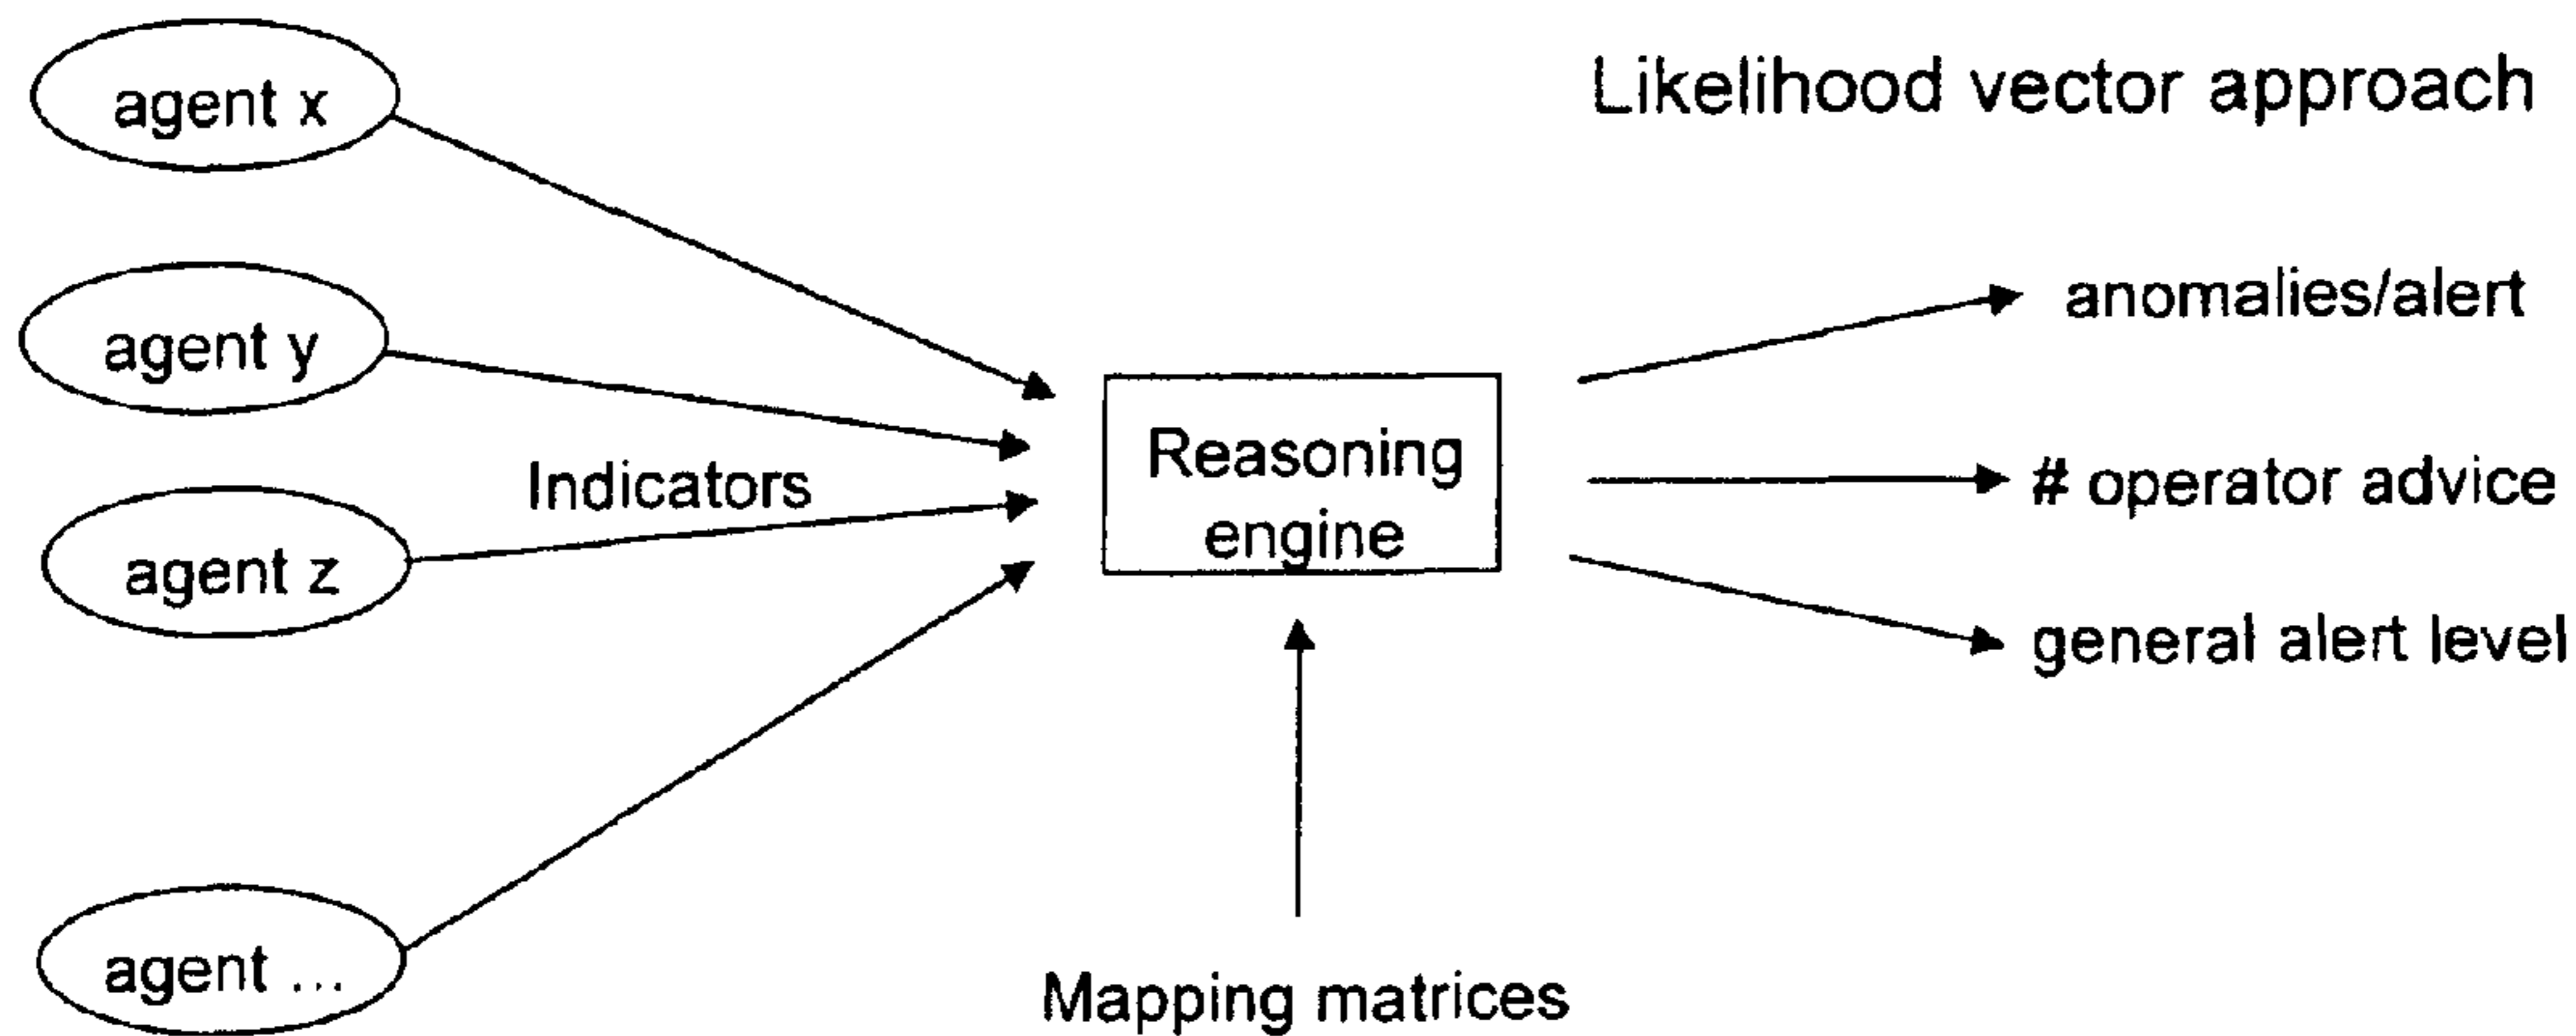 agent x
Likelihood vector approach
agent y
anomalies/alert
Indicators
Reasoning
engine
# operator advice
agent z
general alert level
agent ...
Mapping matrices